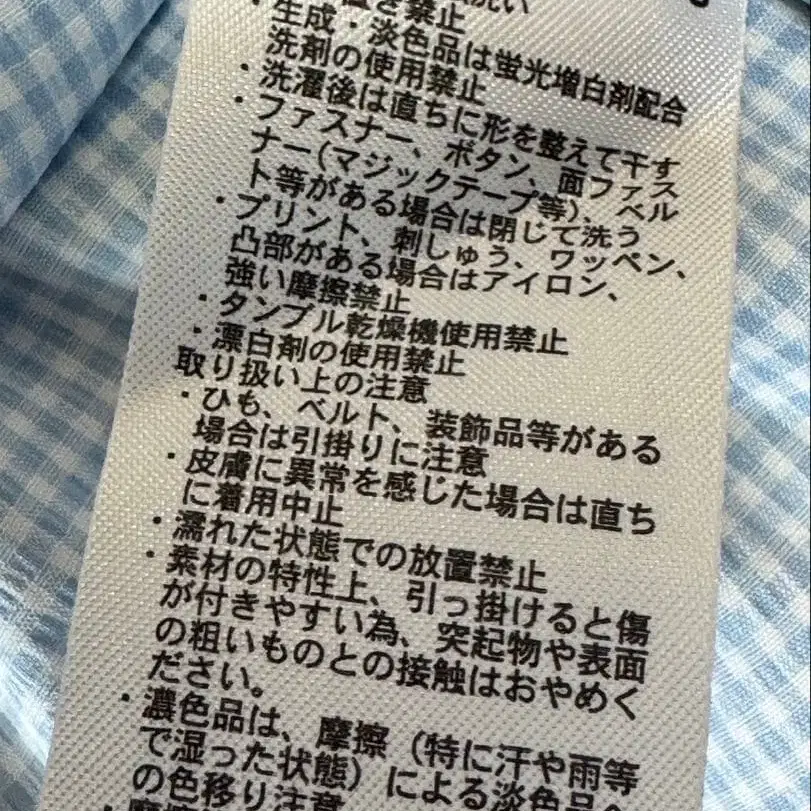 洗い
き禁止
・生成・淡色品は蛍光増白剤配合
洗剤の使用禁止
・洗濯後は直ちに形を整えて干す
・ファスナー、ボタン、面ファス
ナー(マジックテープ等)、ベル
ト等がある場合は閉じて洗う
・プリント、刺しゅう、ワッペン、
凸部がある場合はアイロン、
強い摩擦禁止
・タンブル乾燥機使用禁止
・漂白剤の使用禁止
取り扱い上の注意
・ひも、ベルト、装飾品等がある
場合は引掛りに注意
・皮膚に異常を感じた場合は直ち
に着用中止
・濡れた状態での放置禁止
・素材の特性上、引っ掛けると傷
が付きやすい為、突起物や表面
の粗いものとの接触はおやめく
ださい。
・濃色品は、摩擦(特に汗や雨等
で湿った状態)による淡色品
の色移り注意